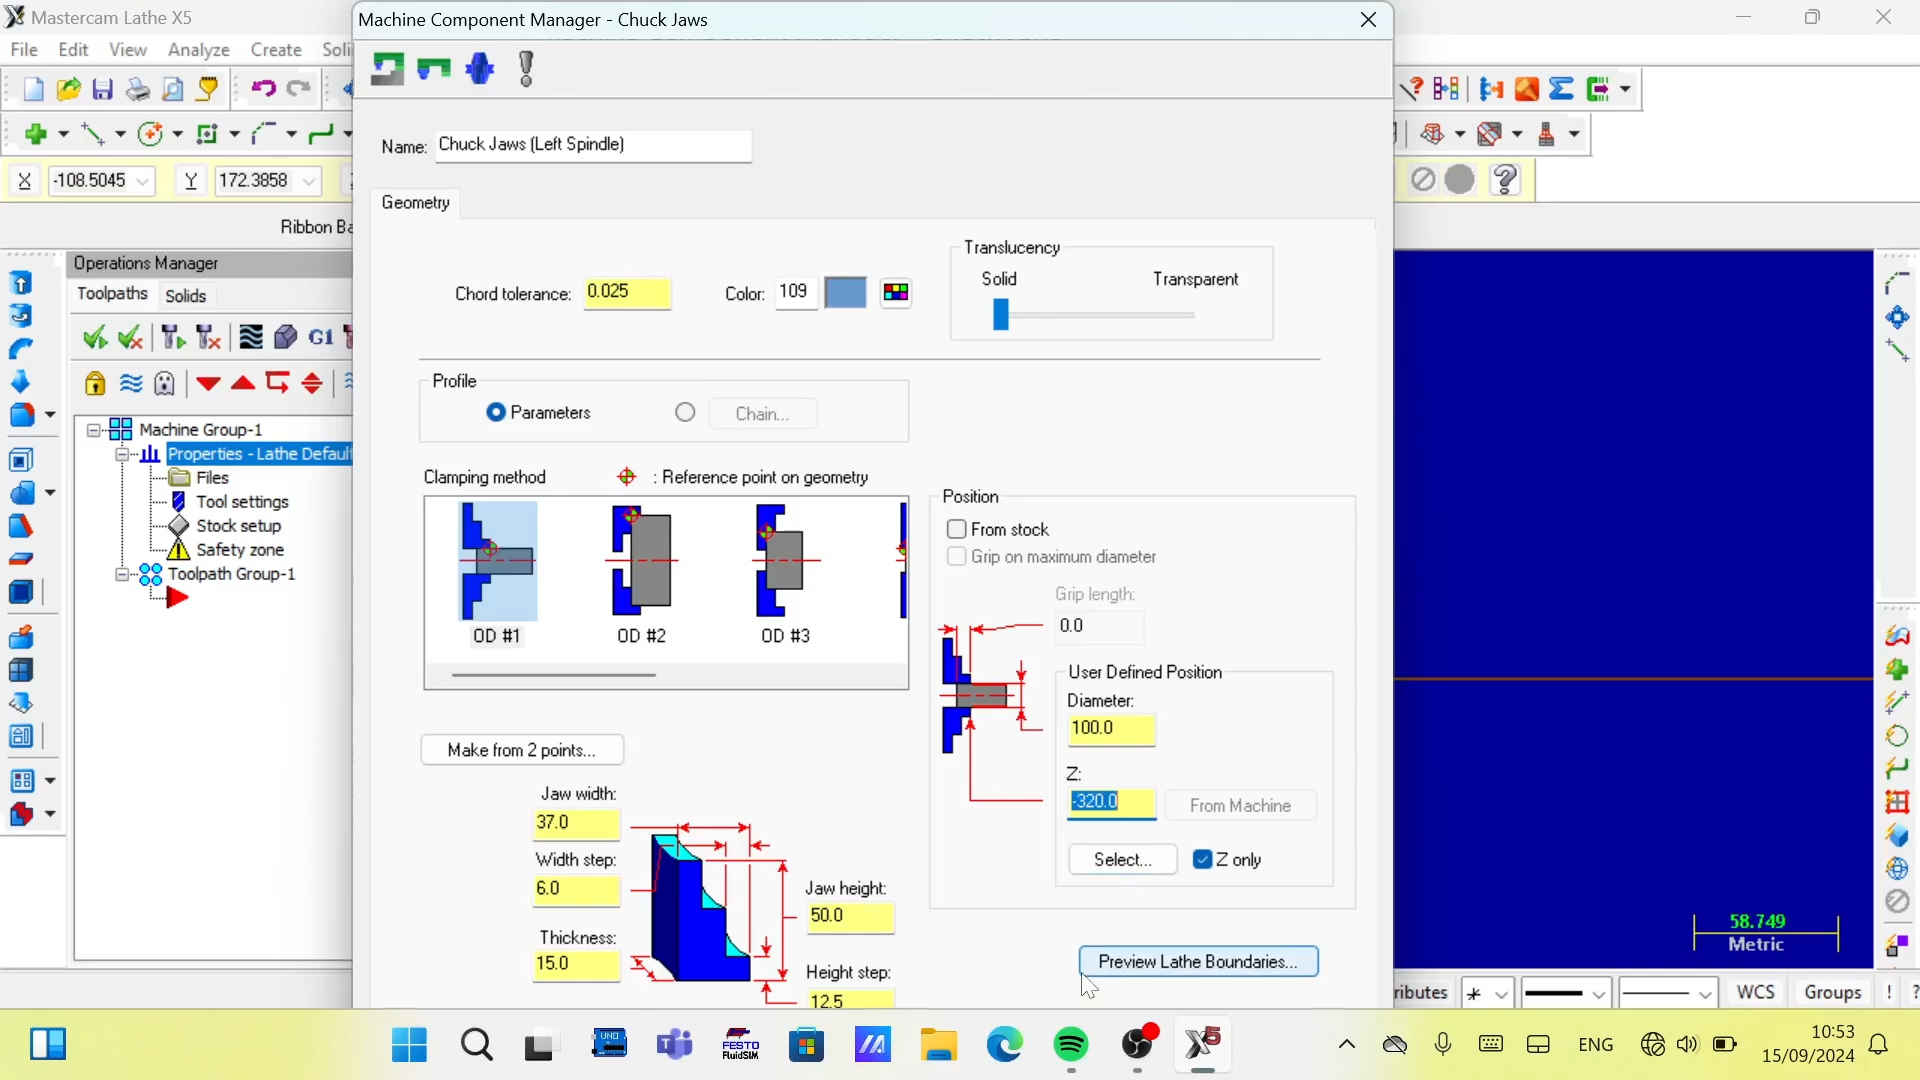 Mastercam Lathe X5
Machine Component Manager - Chuck Jaws
File Edit View Analyze Create Soli
Name: Chuck Jaws (Left Spindle)
X -108.5045 Y 172.3858
Geometry
Ribbon Ba
Operations Manager
Toolpaths Solids
G1
Machine Group-1
Properties - Lathe Default
Files
Tool settings
Stock setup
Safety zone
Toolpath Group-1
Chord tolerance: 0.025 Color: 109
Translucency
Solid Transparent
Profile
Parameters Chain...
Clamping method : Reference point on geometry
OD #1 OD #2 OD #3
Make from 2 points...
Jaw width:
37.0
Width step:
6.0
Thickness:
15.0
Jaw height:
50.0
Height step:
12.5
Position
From stock
Grip on maximum diameter
Grip length:
0.0
User Defined Position
Diameter:
100.0
Z:
-320.0 From Machine
Select... Z only
Preview Lathe Boundaries...
58.749
Metric
ributes WCS Groups ! ?
UNO
FESTO
FluidSIM
X5
ENG
10:53
15/09/2024